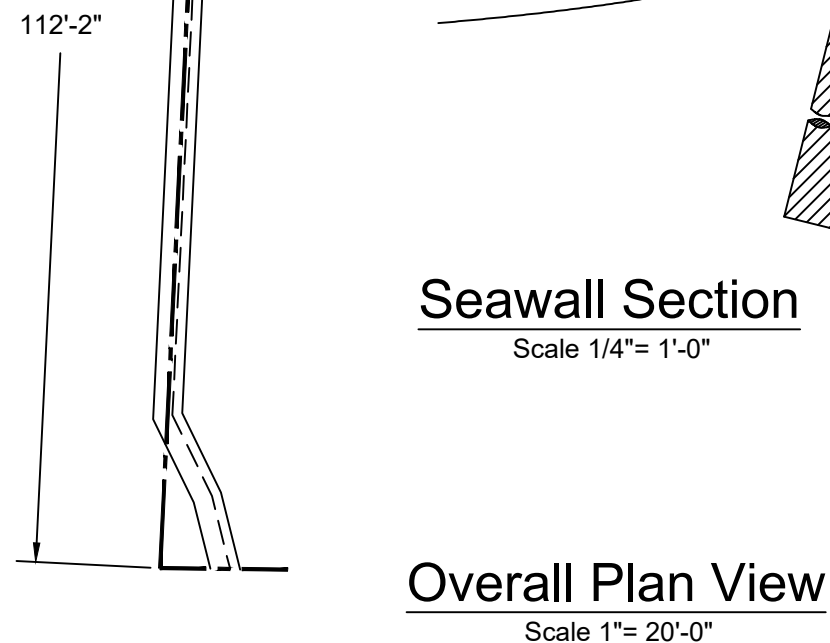 112'-2"
Seawall Section
Scale 1/4"= 1'-0"
Overall Plan View
Scale 1"= 20'-0"